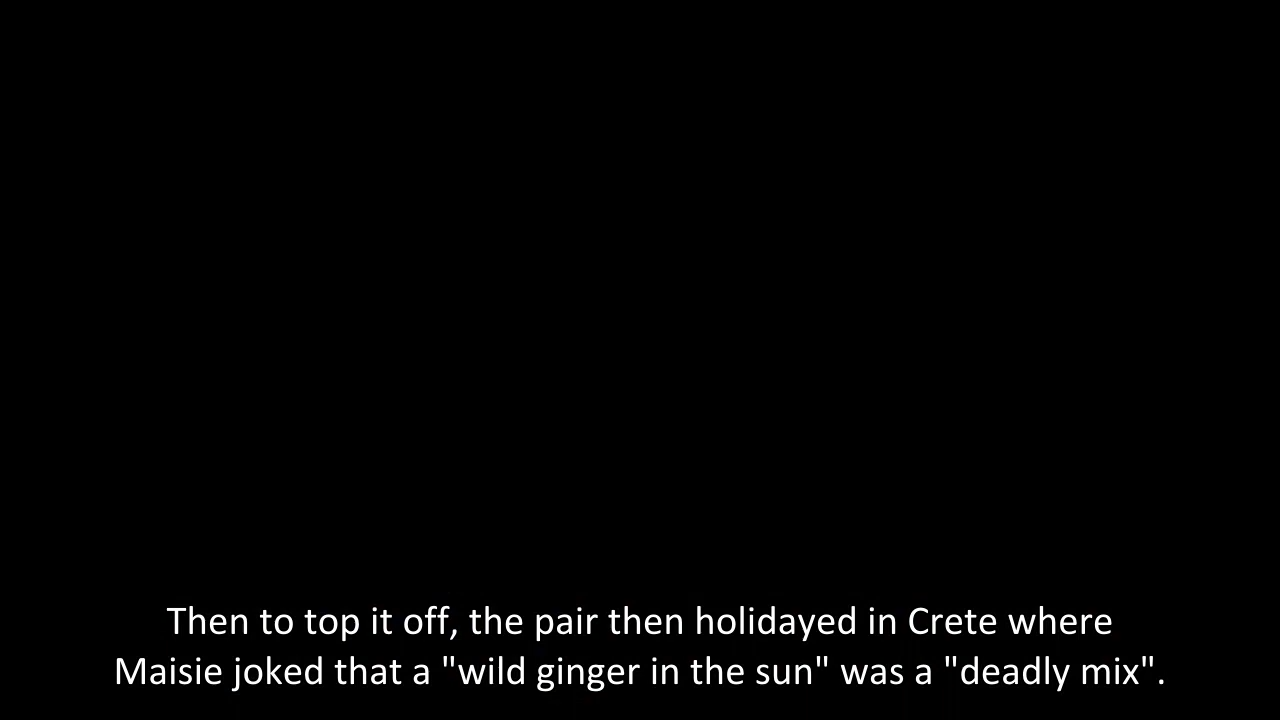 Then to top it off, the pair then holidayed in Crete where
Maisie joked that a "wild ginger in the sun" was a "deadly mix".